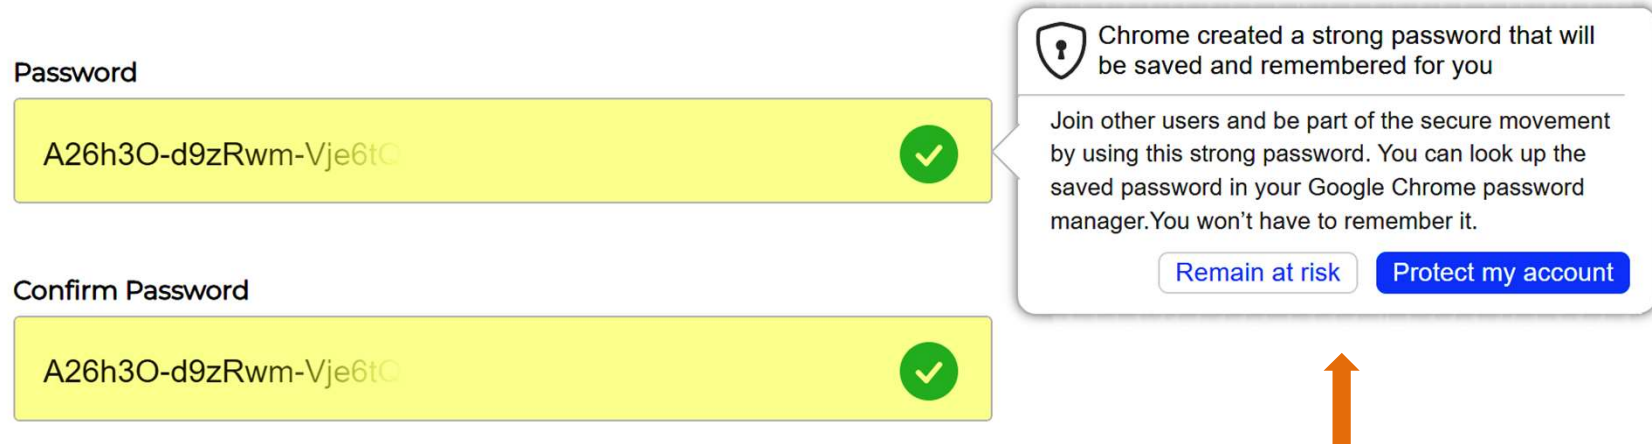 Password
A26h3O-d9zRwm-Vje6tQ
Confirm Password
A26h3O-d9zRwm-Vje6tQ
Chrome created a strong password that will
be saved and remembered for you
Join other users and be part of the secure movement
by using this strong password. You can look up the
saved password in your Google Chrome password
manager.You won't have to remember it.
Remain at risk
Protect my account